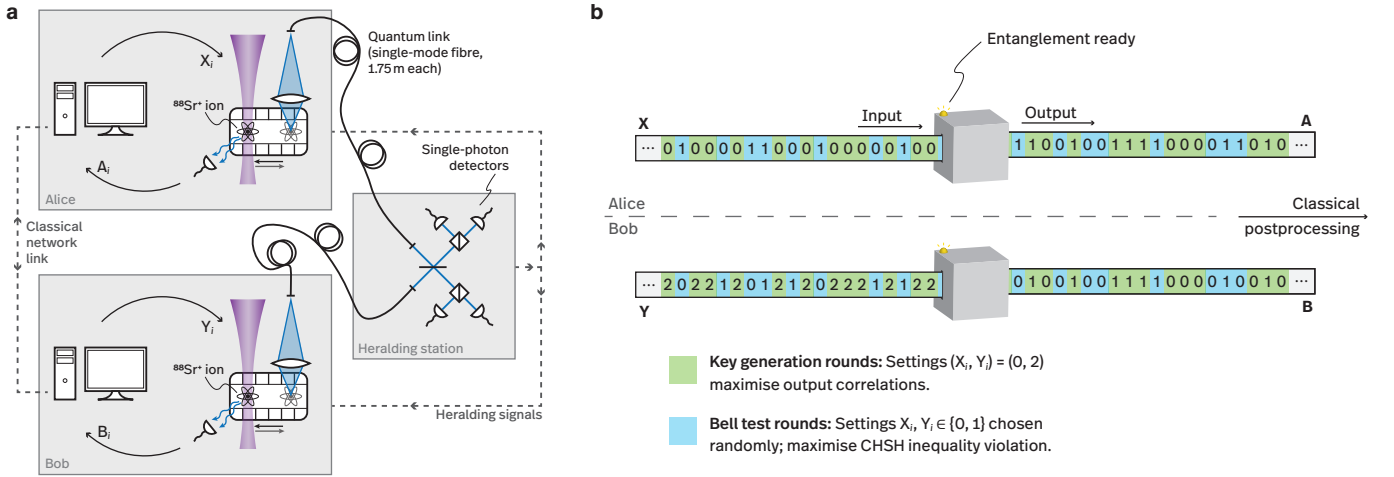 a
Quantum link
(single-mode fibre,
1.75 m each)
Xᵢ
⁸⁸Sr⁺ ion
Single-photon
detectors
Aᵢ
Alice
Classical
network
link
Yᵢ
Heralding station
⁸⁸Sr⁺ ion
Heralding signals
Bᵢ
Bob
b
Entanglement ready
X
Input
Output
A
... 0 1 0 0 0 0 1 1 0 0 0 1 0 0 0 0 0 1 0 0
1 1 0 0 1 0 0 1 1 1 1 0 0 0 0 1 1 0 1 0 ...
Alice
Bob
Classical
postprocessing
... 2 0 2 2 1 2 0 1 2 1 2 0 2 2 2 1 2 1 2 2
0 1 0 0 1 0 0 1 1 1 1 0 0 0 0 1 0 0 1 0 ...
Y
B
Key generation rounds: Settings (Xᵢ, Yᵢ) = (0, 2)
maximise output correlations.
Bell test rounds: Settings Xᵢ, Yᵢ ∈ {0, 1} chosen
randomly; maximise CHSH inequality violation.